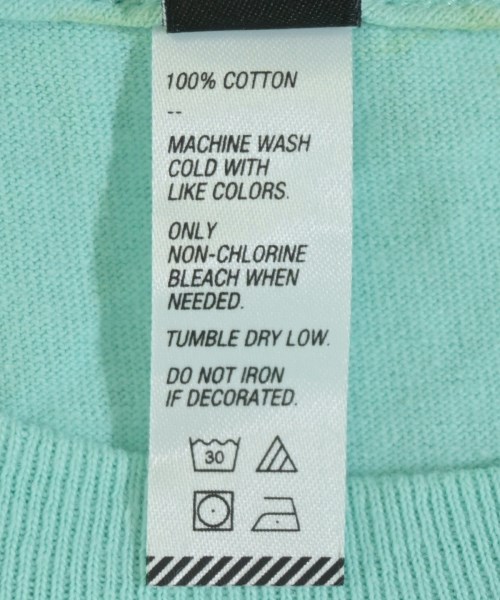 100% COTTON
--
MACHINE WASH
COLD WITH
LIKE COLORS.
ONLY
NON-CHLORINE
BLEACH WHEN
NEEDED.
TUMBLE DRY LOW.
DO NOT IRON
IF DECORATED.
30